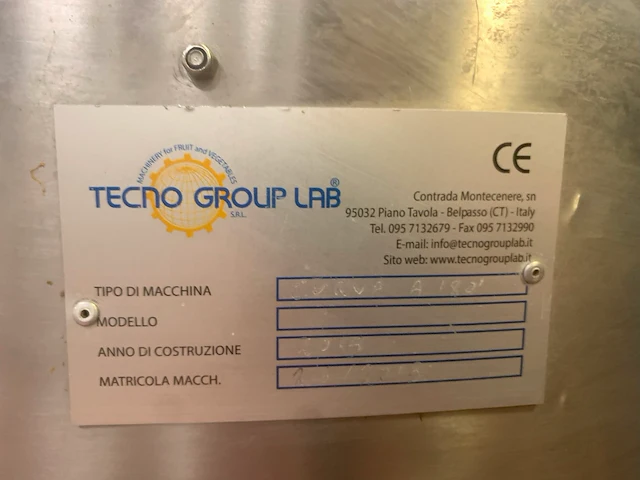 MACHINERY for FRUIT and VEGETABLES
TECNO GROUP LAB®
S.R.L.
CE
Contrada Montecenere, sn
95032 Piano Tavola - Belpasso (CT) - Italy
Tel. 095 7132679 - Fax 095 7132990
E-mail: info@tecnogrouplab.it
Sito web: www.tecnogrouplab.it
TIPO DI MACCHINA CURVA A 180°
MODELLO
ANNO DI COSTRUZIONE
MATRICOLA MACCH.